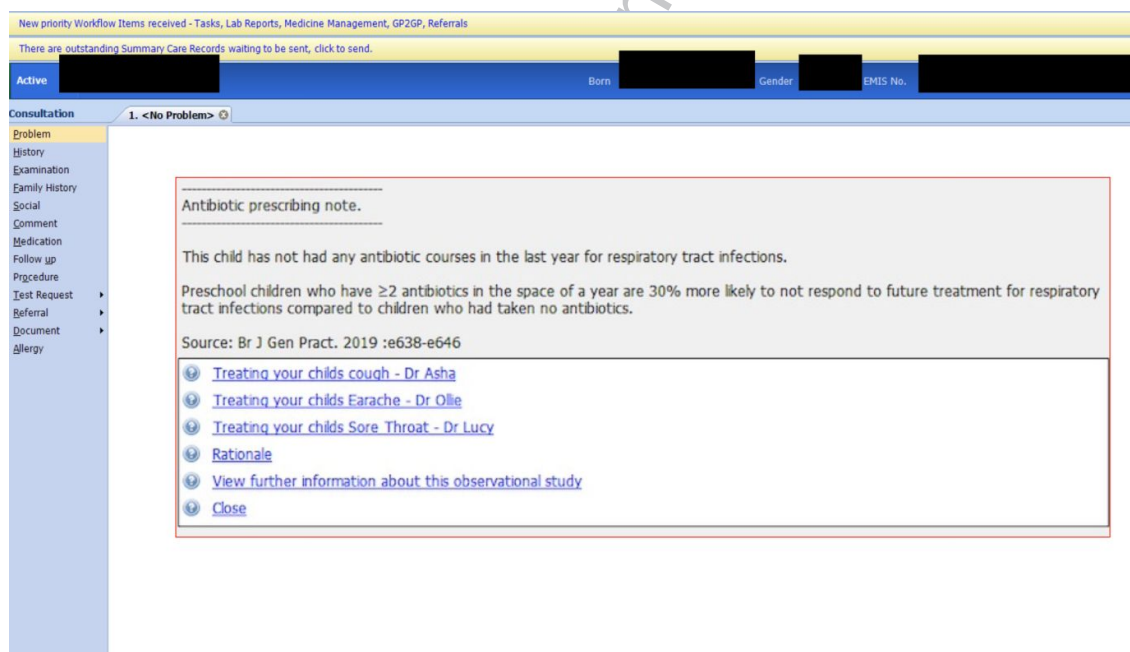 New priority Workflow Items received - Tasks, Lab Reports, Medicine Management, GP2GP, Referrals
There are outstanding Summary Care Records waiting to be sent, click to send.
Active Born Gender EMIS No.
Consultation 1. <No Problem>
Problem
History
Examination
Family History
Social
Comment
Medication
Follow up
Procedure
Test Request
Referral
Document
Allergy
----------------------------------------
Antibiotic prescribing note.
----------------------------------------
This child has not had any antibiotic courses in the last year for respiratory tract infections.
Preschool children who have ≥2 antibiotics in the space of a year are 30% more likely to not respond to future treatment for respiratory
tract infections compared to children who had taken no antibiotics.
Source: Br J Gen Pract. 2019 :e638-e646
Treating your childs cough - Dr Asha
Treating your childs Earache - Dr Ollie
Treating your childs Sore Throat - Dr Lucy
Rationale
View further information about this observational study
Close